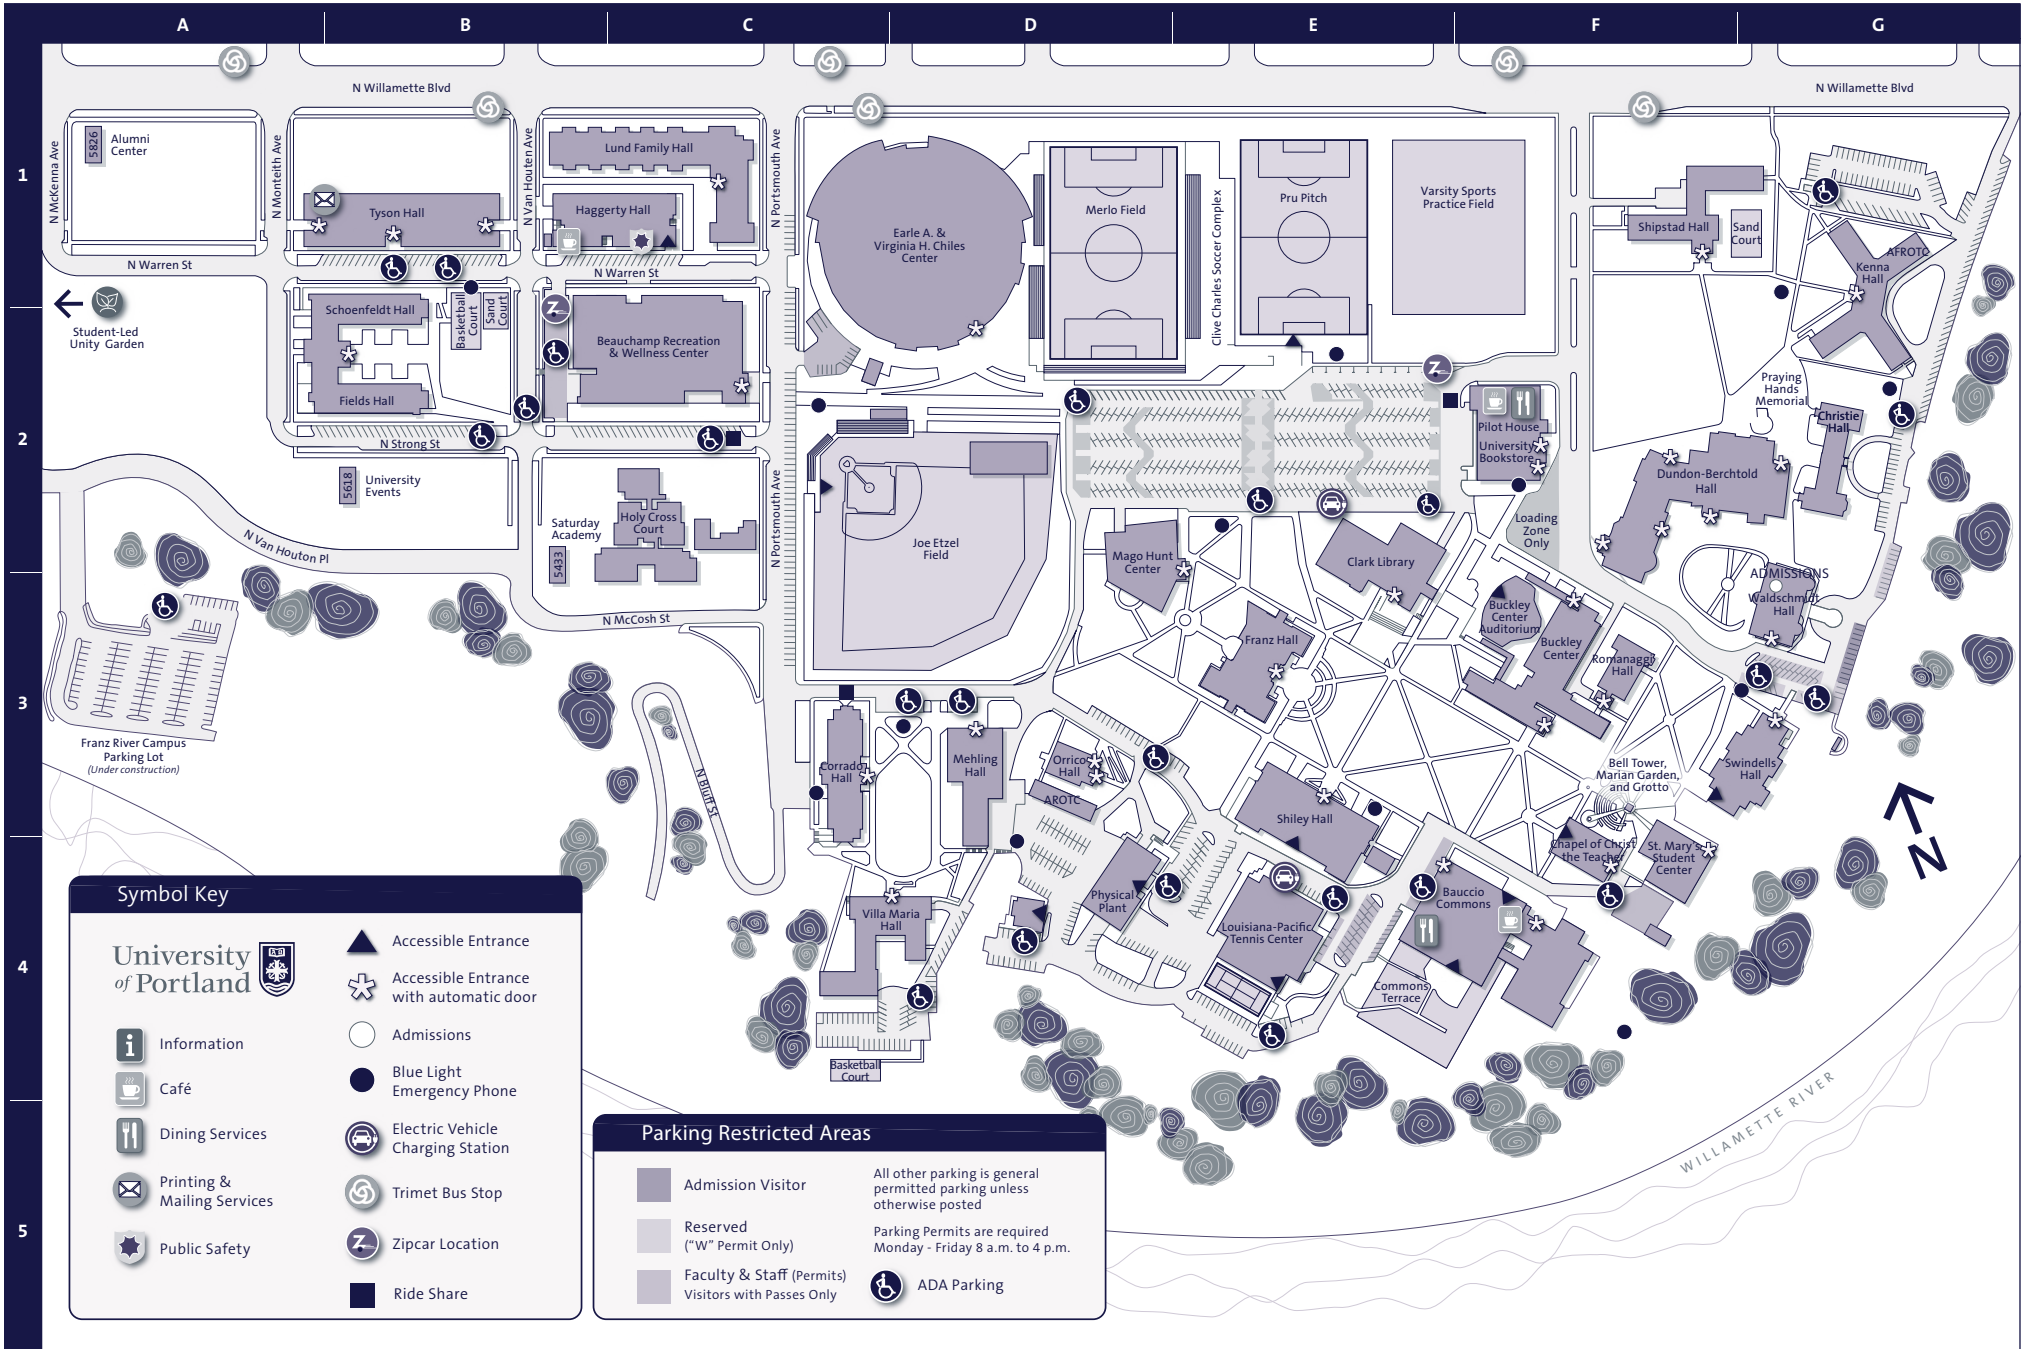 A
B
C
D
E
F
G
1
2
3
4
5
N Willamette Blvd
N Willamette Blvd
N McKenna Ave
N Monteith Ave
N Van Houten Ave
N Portsmouth Ave
5826
Alumni
Center
Tyson Hall
Lund Family Hall
Haggerty Hall
N Warren St
N Warren St
Earle A. &
Virginia H. Chiles
Center
Merlo Field
Clive Charles Soccer Complex
Pru Pitch
Varsity Sports
Practice Field
Shipstad Hall
Sand
Court
AFROTC
Kenna
Hall
Student-Led
Unity Garden
Schoenfeldt Hall
Basketball
Court
Sand
Court
Fields Hall
Beauchamp Recreation
& Wellness Center
N Strong St
5618
University
Events
N Van Houton Pl
Saturday
Academy
5433
Holy Cross
Court
N Portsmouth Ave
N McCosh St
Joe Etzel
Field
Pilot House
University
Bookstore
Loading
Zone
Only
Praying
Hands
Memorial
Christie
Hall
Dundon-Berchtold
Hall
Mago Hunt
Center
Clark Library
ADMISSIONS
Waldschmidt
Hall
Buckley
Center
Auditorium
Buckley
Center
Romanaggi
Hall
Franz Hall
Franz River Campus
Parking Lot
(Under construction)
N Bluff St
Corrado
Hall
Mehling
Hall
Orrico
Hall
AROTC
Shiley Hall
Bell Tower,
Marian Garden,
and Grotto
Swindells
Hall
Chapel of Christ
the Teacher
St. Mary's
Student
Center
Physical
Plant
Villa Maria
Hall
Louisiana-Pacific
Tennis Center
Bauccio
Commons
Commons
Terrace
Basketball
Court
N
WILLAMETTE RIVER
Symbol Key
University
of Portland
Information
Café
Dining Services
Printing &
Mailing Services
Public Safety
Accessible Entrance
Accessible Entrance
with automatic door
Admissions
Blue Light
Emergency Phone
Electric Vehicle
Charging Station
Trimet Bus Stop
Zipcar Location
Ride Share
Parking Restricted Areas
Admission Visitor
Reserved
("W" Permit Only)
Faculty & Staff (Permits)
Visitors with Passes Only
All other parking is general
permitted parking unless
otherwise posted
Parking Permits are required
Monday - Friday 8 a.m. to 4 p.m.
ADA Parking